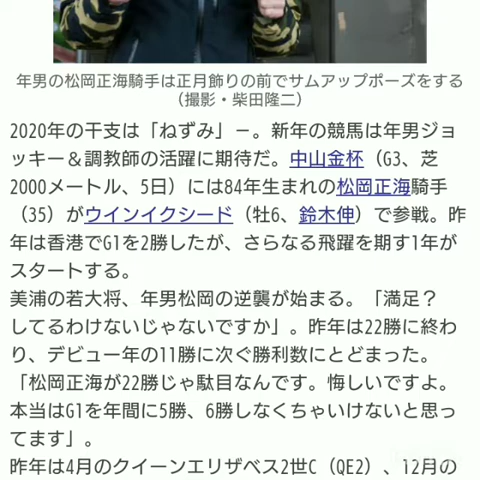 年男の松岡正海騎手は正月飾りの前でサムアップポーズをする
（撮影・柴田隆二）
2020年の干支は「ねずみ」－。新年の競馬は年男ジョ
ッキー＆調教師の活躍に期待だ。中山金杯（G3、芝
2000メートル、5日）には84年生まれの松岡正海騎手
（35）がウインイクシード（牡6、鈴木伸）で参戦。昨
年は香港でG1を2勝したが、さらなる飛躍を期す1年が
スタートする。
美浦の若大将、年男松岡の逆襲が始まる。「満足？
してるわけないじゃないですか」。昨年は22勝に終わ
り、デビュー年の11勝に次ぐ勝利数にとどまった。
「松岡正海が22勝じゃ駄目なんです。悔しいですよ。
本当はG1を年間に5勝、6勝しなくちゃいけないと思っ
てます」。
昨年は4月のクイーンエリザベス2世C（QE2）、12月の